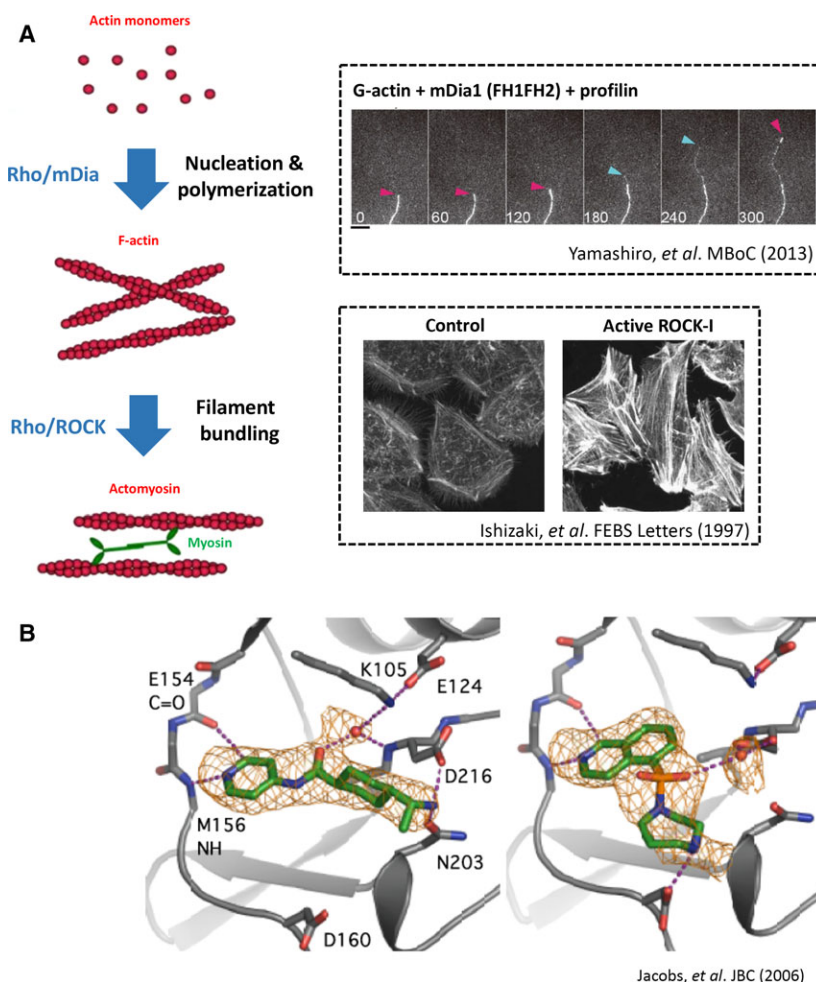 A
Actin monomers
Rho/mDia
Nucleation &
polymerization
F-actin
Rho/ROCK
Filament
bundling
Actomyosin
Myosin
G-actin + mDia1 (FH1FH2) + profilin
0 60 120 180 240 300
Yamashiro, et al. MBoC (2013)
Control Active ROCK-I
Ishizaki, et al. FEBS Letters (1997)
B
E154
C=O
K105
E124
D216
M156
NH
N203
D160
Jacobs, et al. JBC (2006)